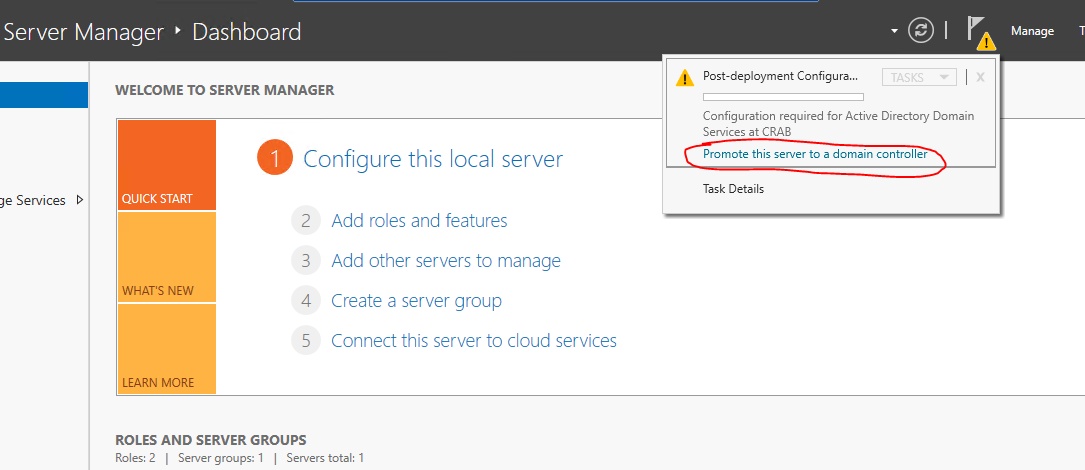 Server Manager ‣ Dashboard
Manage
WELCOME TO SERVER MANAGER
Post-deployment Configura...
TASKS
X
Configuration required for Active Directory Domain
Services at CRAB
Promote this server to a domain controller
Task Details
ge Services
QUICK START
WHAT'S NEW
LEARN MORE
1 Configure this local server
2 Add roles and features
3 Add other servers to manage
4 Create a server group
5 Connect this server to cloud services
ROLES AND SERVER GROUPS
Roles: 2 | Server groups: 1 | Servers total: 1